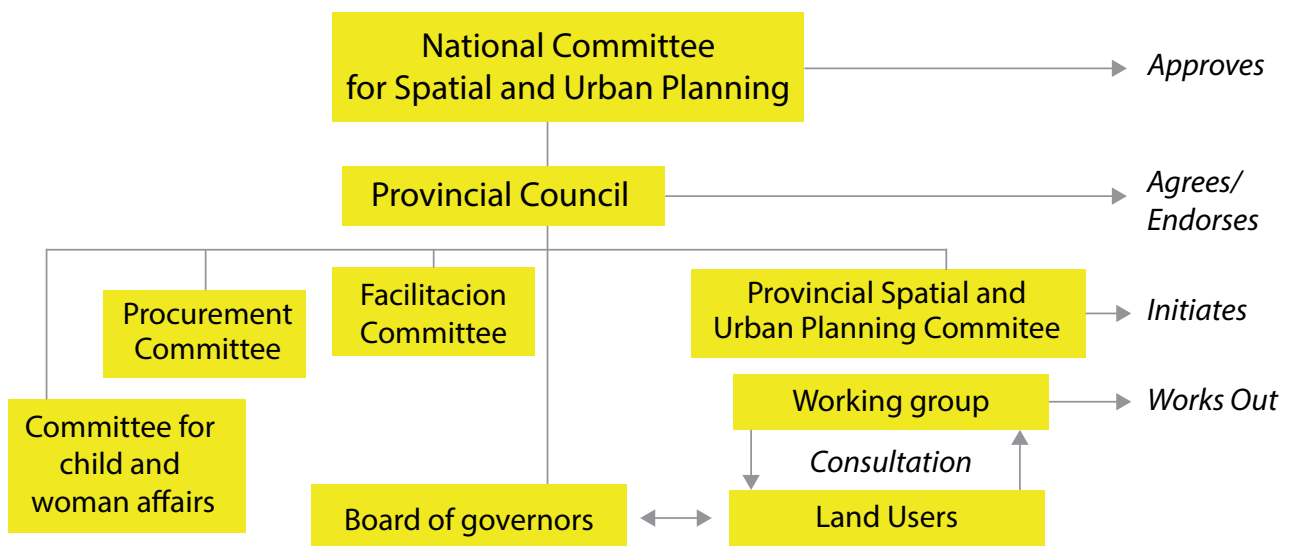 National Committee
for Spatial and Urban Planning
Approves
Provincial Council
Agrees/
Endorses
Procurement
Committee
Facilitacion
Committee
Provincial Spatial and
Urban Planning Commitee
Initiates
Committee for
child and
woman affairs
Working group
Works Out
Consultation
Board of governors
Land Users